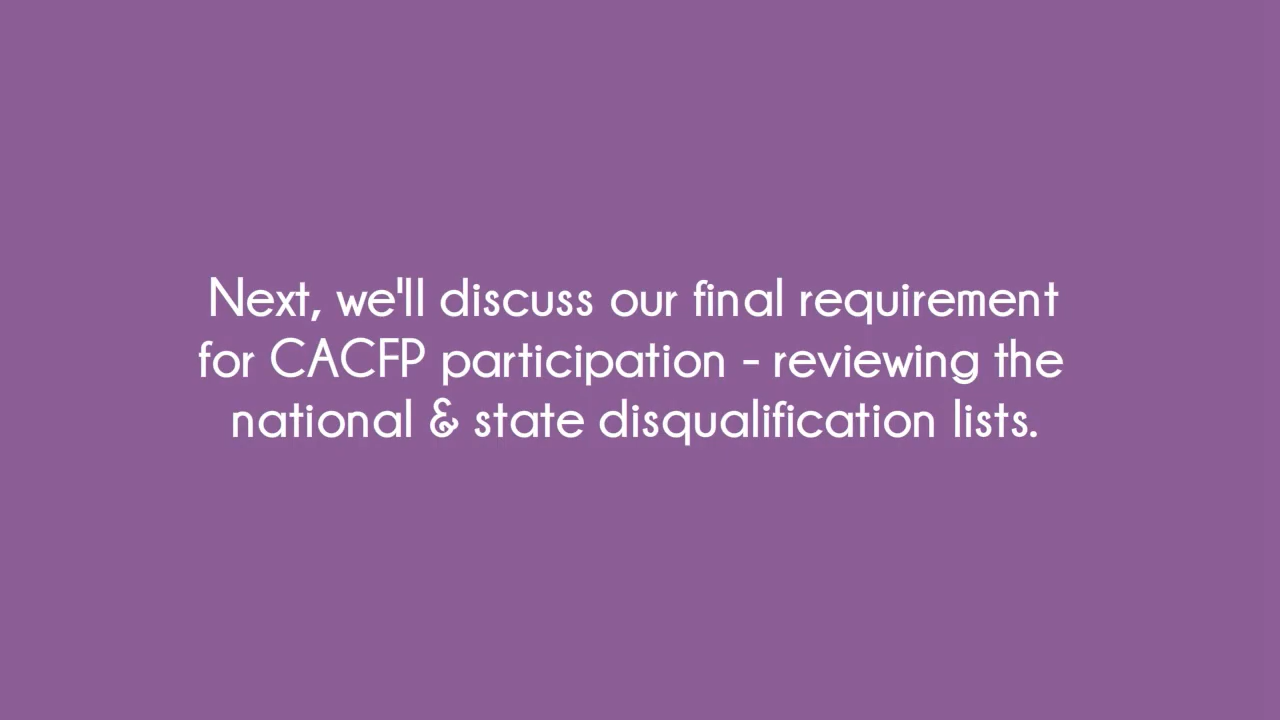 Next, we'll discuss our final requirement
for CACFP participation - reviewing the
national & state disqualification lists.